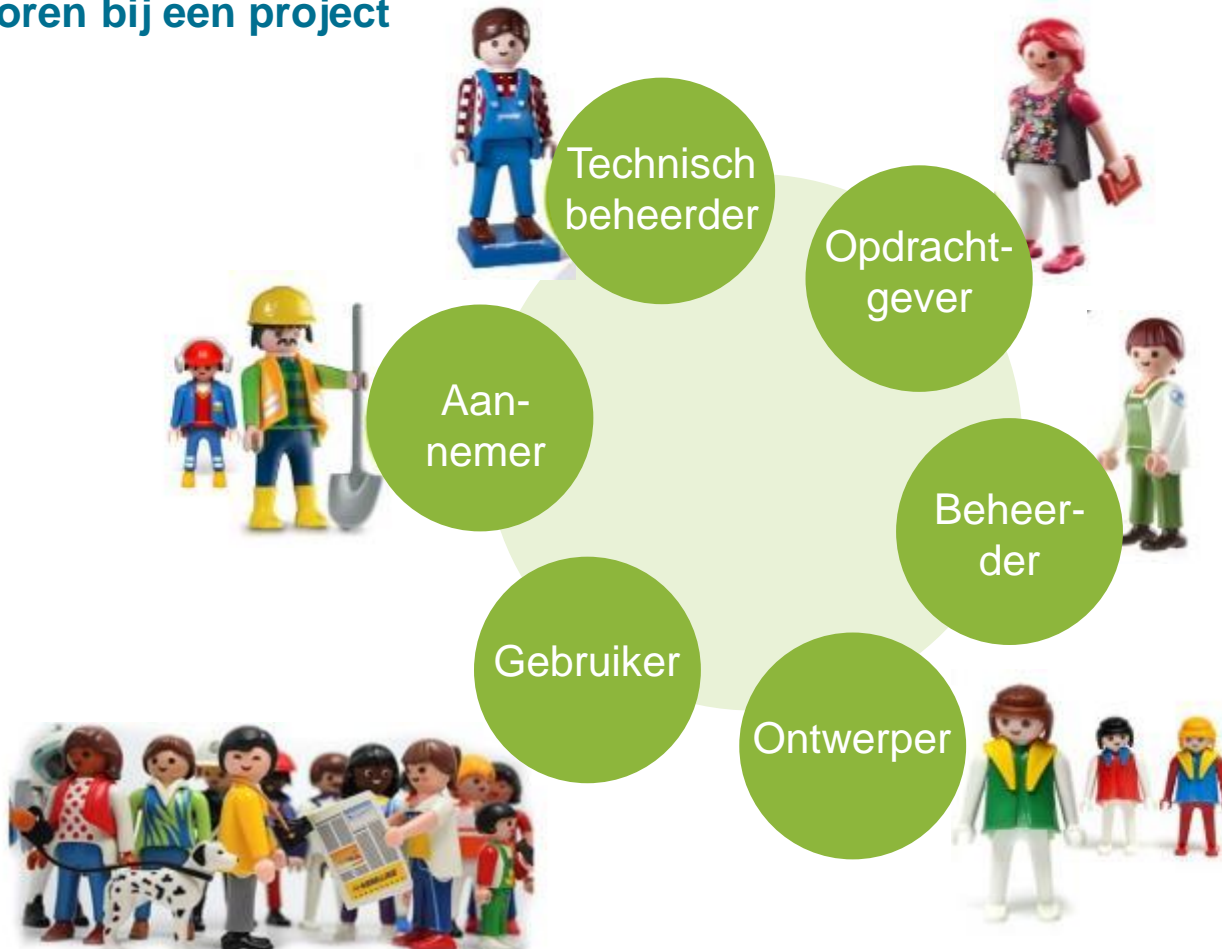 oren bij een project
Technisch
beheerder
Opdracht-
gever
Aan-
nemer
Beheer-
der
Gebruiker
Ontwerper